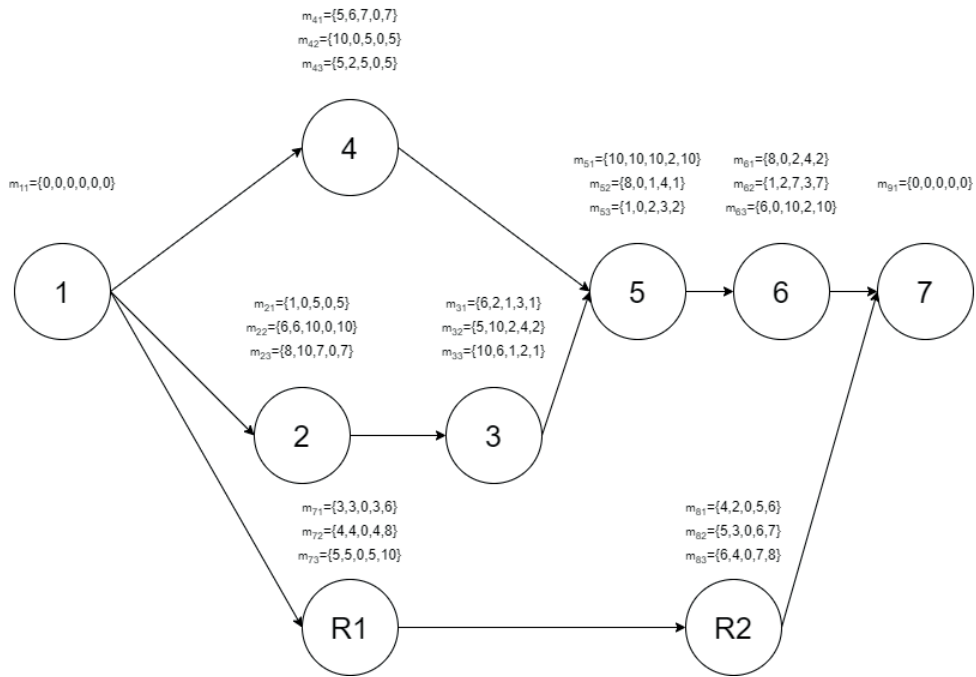 m41={5,6,7,0,7}
m42={10,0,5,0,5}
m43={5,2,5,0,5}
4
m51={10,10,10,2,10}
m52={8,0,1,4,1}
m53={1,0,2,3,2}
m61={8,0,2,4,2}
m62={1,2,7,3,7}
m63={6,0,10,2,10}
m11={0,0,0,0,0,0}
m91={0,0,0,0,0}
1
5
6
7
m21={1,0,5,0,5}
m22={6,6,10,0,10}
m23={8,10,7,0,7}
m31={6,2,1,3,1}
m32={5,10,2,4,2}
m33={10,6,1,2,1}
2
3
m71={3,3,0,3,6}
m72={4,4,0,4,8}
m73={5,5,0,5,10}
m81={4,2,0,5,6}
m82={5,3,0,6,7}
m83={6,4,0,7,8}
R1
R2